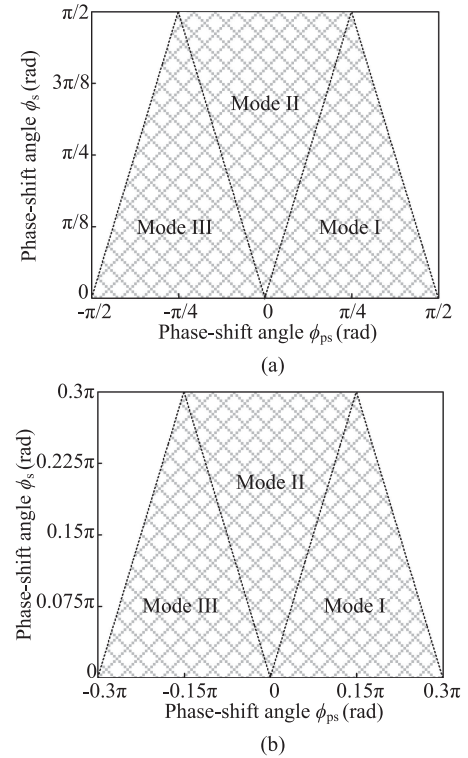 π/2
3π/8
π/4
π/8
0
Phase-shift angle ϕs (rad)
Mode II
Mode III
Mode I
-π/2
-π/4
0
π/4
π/2
Phase-shift angle ϕps (rad)
(a)
0.3π
0.225π
0.15π
0.075π
0
Phase-shift angle ϕs (rad)
Mode II
Mode III
Mode I
-0.3π
-0.15π
0
0.15π
0.3π
Phase-shift angle ϕps (rad)
(b)